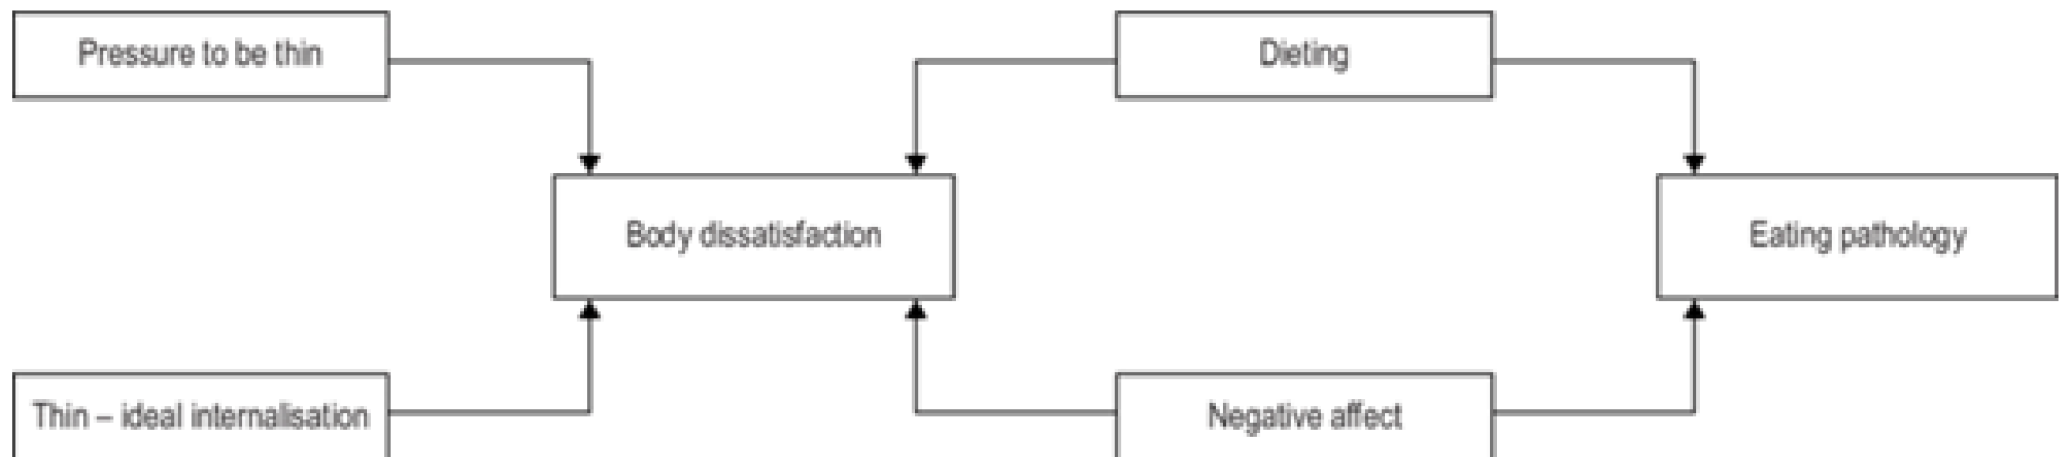 Pressure to be thin
Dieting
Body dissatisfaction
Eating pathology
Thin – ideal internalisation
Negative affect